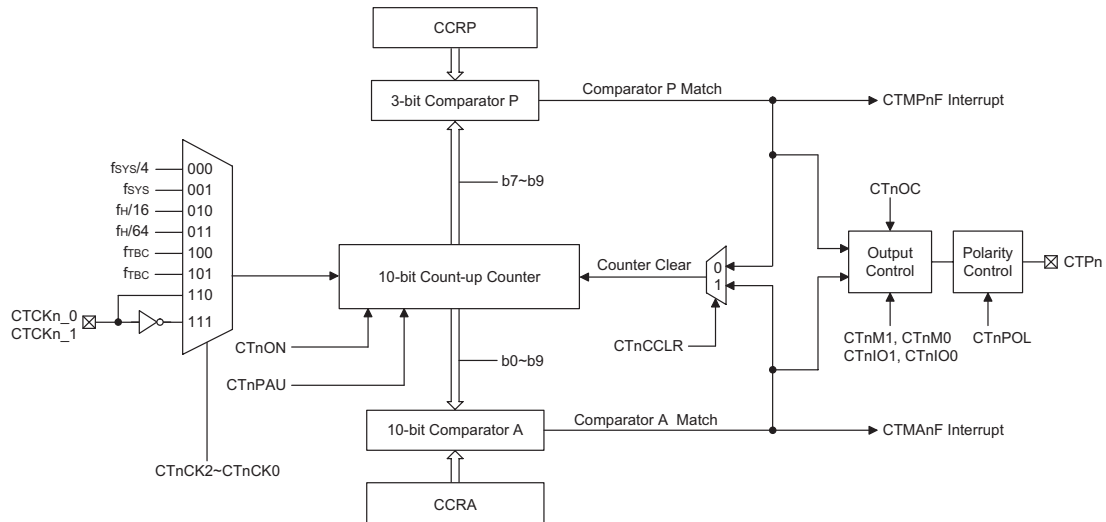 CCRP
3-bit Comparator P
Comparator P Match
CTMPnF Interrupt
b7~b9
fSYS/4
000
fSYS
001
fH/16
010
fH/64
011
fTBC
100
fTBC
101
110
111
CTCKn_0
CTCKn_1
CTnCK2~CTnCK0
10-bit Count-up Counter
CTnON
CTnPAU
Counter Clear
0
1
CTnCCLR
CTnOC
Output
Control
CTnM1, CTnM0
CTnIO1, CTnIO0
Polarity
Control
CTnPOL
CTPn
b0~b9
10-bit Comparator A
Comparator A Match
CTMAnF Interrupt
CCRA